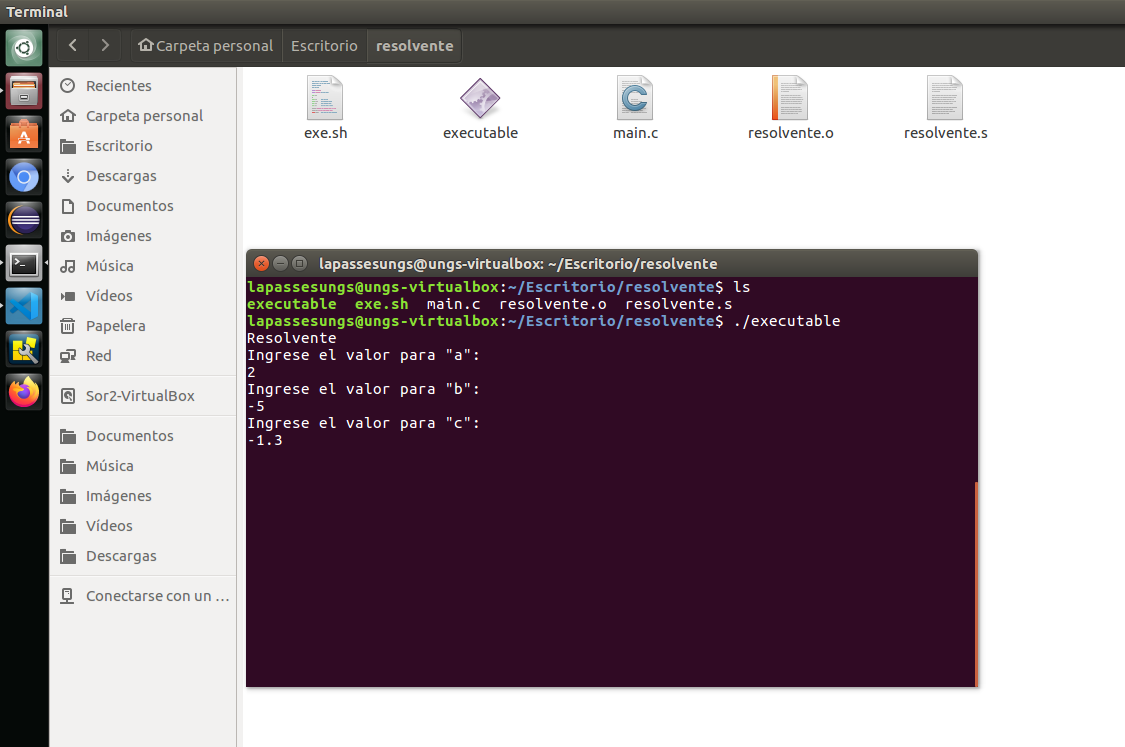 Terminal
Carpeta personal Escritorio resolvente
Recientes
Carpeta personal
Escritorio
Descargas
Documentos
Imágenes
Música
Vídeos
Papelera
Red
Sor2-VirtualBox
Documentos
Música
Imágenes
Vídeos
Descargas
Conectarse con un …
exe.sh executable main.c resolvente.o resolvente.s
lapassesungs@ungs-virtualbox: ~/Escritorio/resolvente
lapassesungs@ungs-virtualbox:~/Escritorio/resolvente$ ls
executable exe.sh main.c resolvente.o resolvente.s
lapassesungs@ungs-virtualbox:~/Escritorio/resolvente$ ./executable
Resolvente
Ingrese el valor para "a":
2
Ingrese el valor para "b":
-5
Ingrese el valor para "c":
-1.3